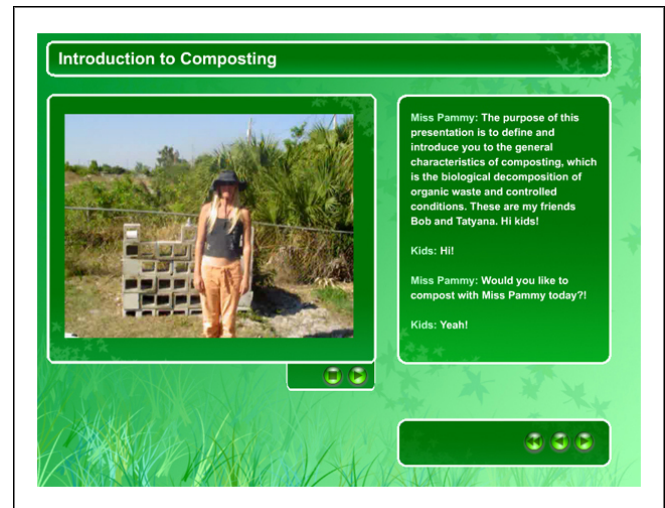 Introduction to Composting
Miss Pammy: The purpose of this
presentation is to define and
introduce you to the general
characteristics of composting, which
is the biological decomposition of
organic waste and controlled
conditions. These are my friends
Bob and Tatyana. Hi kids!
Kids: Hi!
Miss Pammy: Would you like to
compost with Miss Pammy today?!
Kids: Yeah!